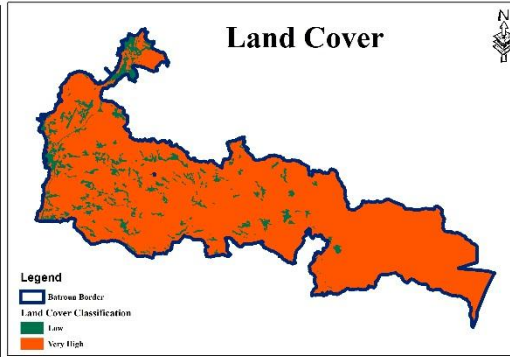 Land Cover
N
Legend
Batroun Border
Land Cover Classification
Low
Very High